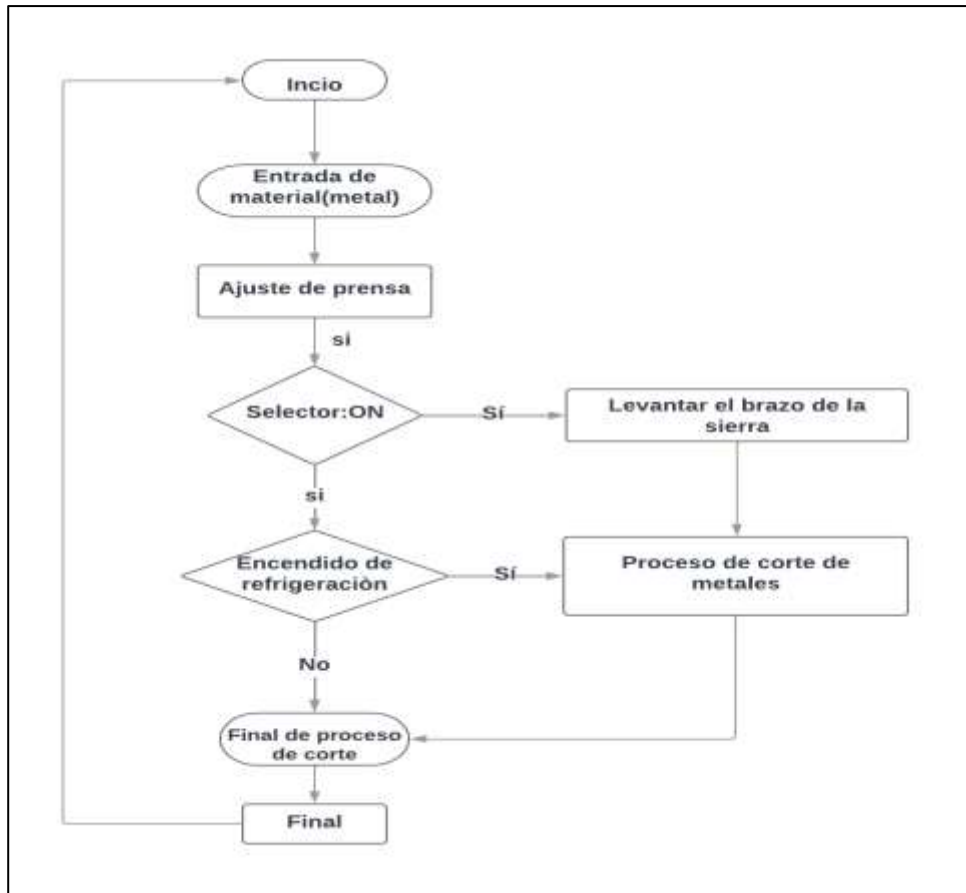 Incio
Entrada de
material(metal)
Ajuste de prensa
si
Selector:ON
Sí
Levantar el brazo de la
sierra
si
Encendido de
refrigeraciòn
Sí
Proceso de corte de
metales
No
Final de proceso
de corte
Final